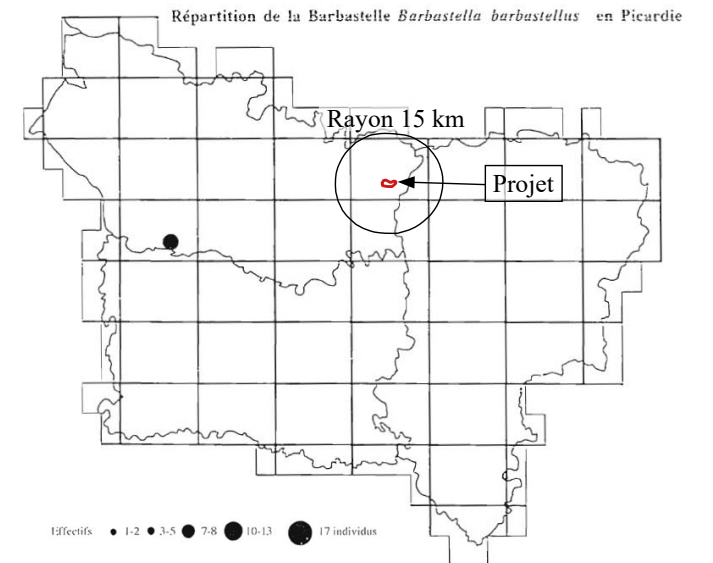 Répartition de la Barbastelle Barbastella barbastellus en Picardie
Rayon 15 km
Projet
Effectifs 1-2 3-5 7-8 10-13 17 individus